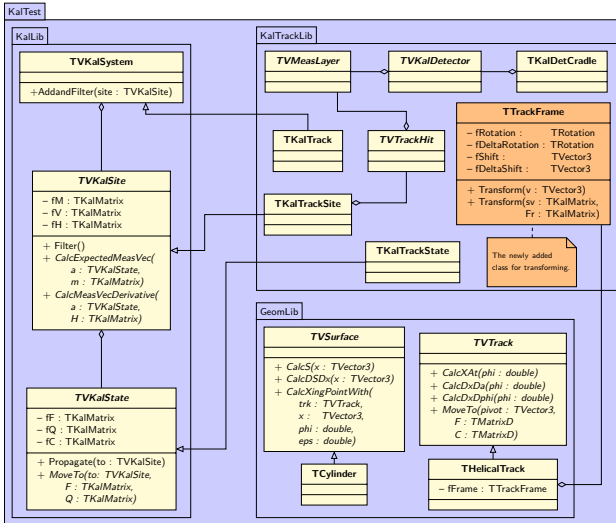 KalTest
KalLib
TVKalSystem
+AddandFilter(site : TVKalSite)
TVKalSite
− fM : TKalMatrix
− fV : TKalMatrix
− fH : TKalMatrix
+ Filter()
+ CalcExpectedMeasVec(
a : TVKalState,
m : TKalMatrix)
+ CalcMeasVecDerivative(
a : TVKalState,
H : TKalMatrix)
TVKalState
− fF : TKalMatrix
− fQ : TKalMatrix
− fC : TKalMatrix
+ Propagate(to : TVKalSite)
+ MoveTo(to: TVKalSite,
F : TKalMatrix,
Q : TKalMatrix)
KalTrackLib
TVMeasLayer
TVKalDetector
TKalDetCradle
TKalTrack
TVTrackHit
TKalTrackSite
TKalTrackState
TTrackFrame
− fRotation : TRotation
− fDeltaRotation : TRotation
− fShift : TVector3
− fDeltaShift : TVector3
+ Transform(v : TVector3)
+ Transform(sv : TKalMatrix,
Fr : TKalMatrix)
The newly added
class for transforming.
GeomLib
TVSurface
+ CalcS(x : TVector3)
+ CalcDSDx(x : TVector3)
+ CalcXingPointWith(
trk : TVTrack,
x : TVector3,
phi : double,
eps : double)
TCylinder
TVTrack
+ CalcXAt(phi : double)
+ CalcDxDa(phi : double)
+ CalcDxDphi(phi : double)
+ MoveTo(pivot : TVector3,
F : TMatrixD
C : TMatrixD)
THelicalTrack
− fFrame : TTrackFrame